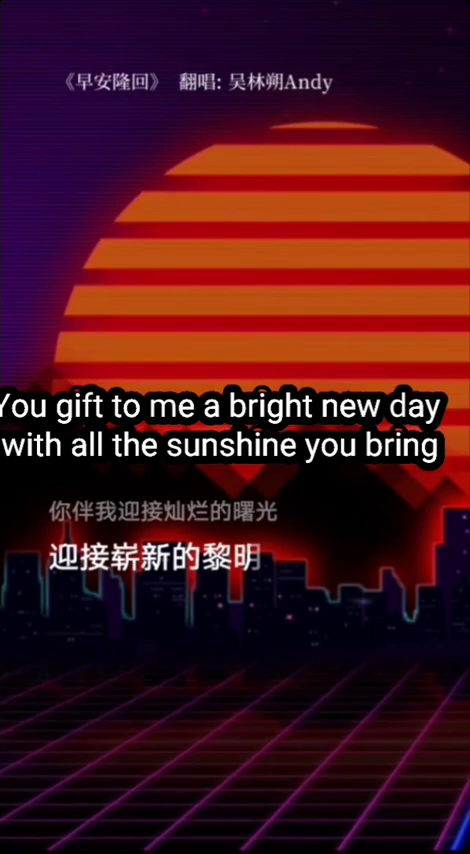 《早安隆回》 翻唱: 吴林朔Andy
You gift to me a bright new day
with all the sunshine you bring
你伴我迎接灿烂的曙光
迎接崭新的黎明